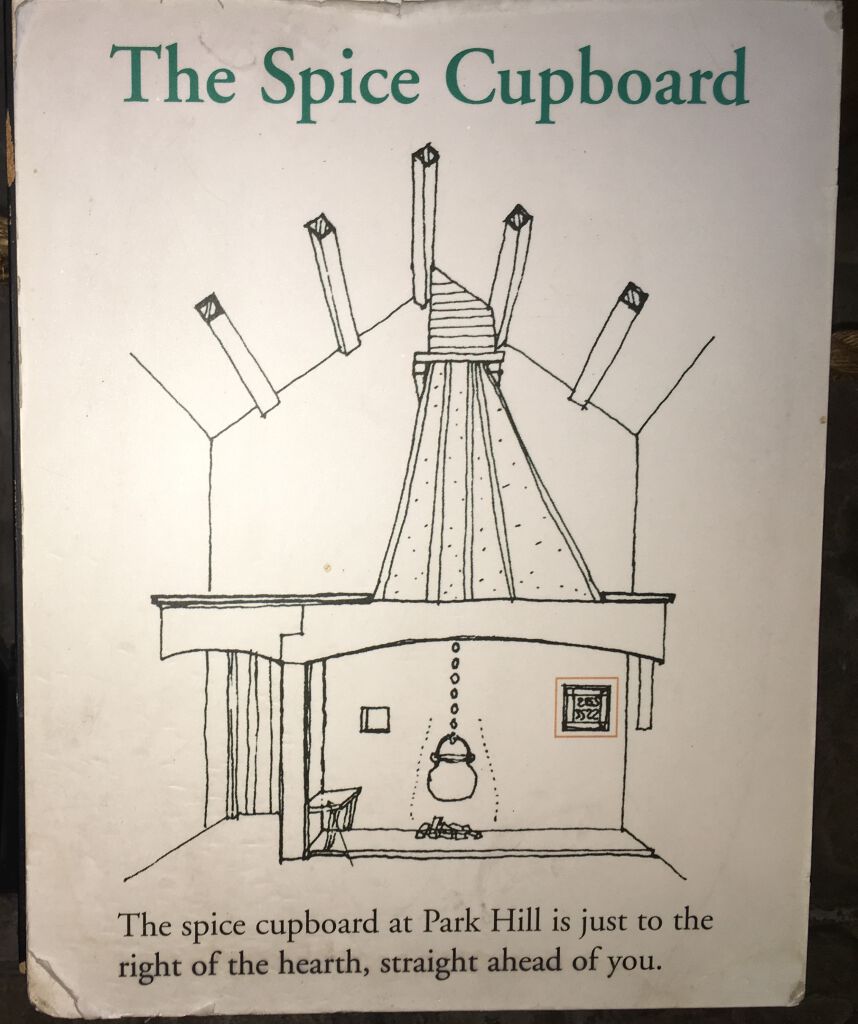 The Spice Cupboard
The spice cupboard at Park Hill is just to the
right of the hearth, straight ahead of you.